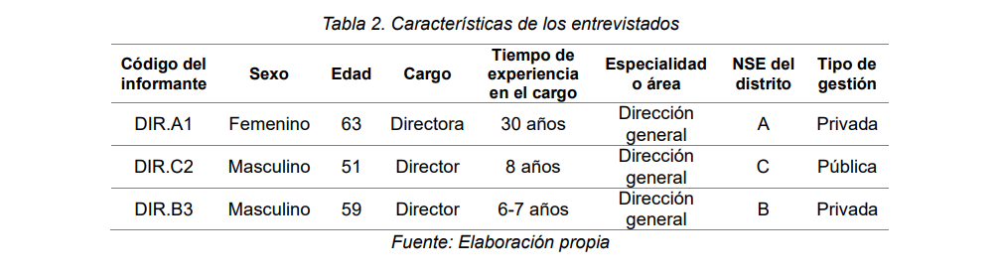 Tabla 2. Características de los entrevistados
Código del informante Sexo Edad Cargo Tiempo de experiencia en el cargo Especialidad o área NSE del distrito Tipo de gestión
DIR.A1 Femenino 63 Directora 30 años Dirección general A Privada
DIR.C2 Masculino 51 Director 8 años Dirección general C Pública
DIR.B3 Masculino 59 Director 6-7 años Dirección general B Privada
Fuente: Elaboración propia